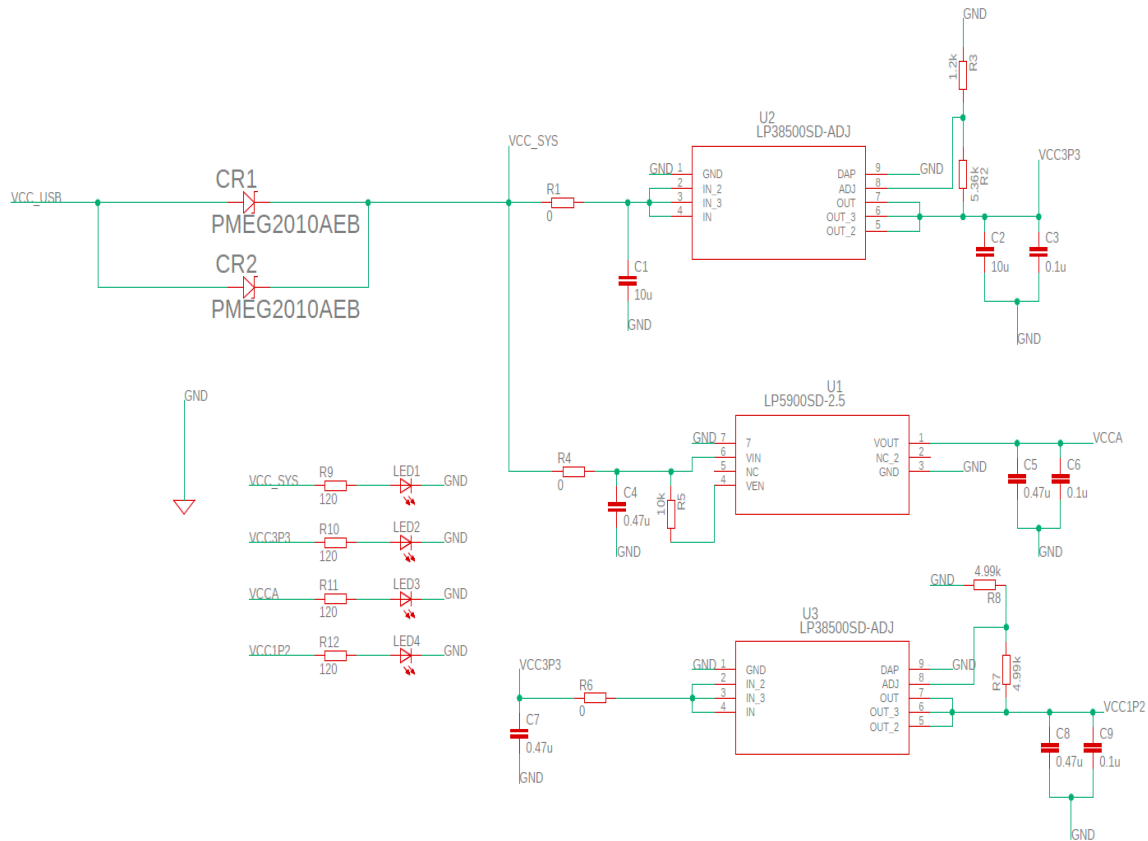 GND
1.2k
R3
U2
LP38500SD-ADJ
VCC_SYS
VCC3P3
CR1
VCC_USB
PMEG2010AEB
R1
0
GND 1 GND DAP 9 GND
2 IN_2 ADJ 8
3 IN_3 OUT 7
4 IN OUT_3 6
OUT_2 5
5.36k
R2
C2
10u
C3
0.1u
CR2
PMEG2010AEB
C1
10u
GND
GND
U1
LP5900SD-2.5
GND
GND 7 7 VOUT 1 VCCA
6 VIN NC_2 2
5 NC GND 3 GND
4 VEN
R4
0
C4
0.47u
10k
R5
GND
C5
0.47u
C6
0.1u
GND
VCC_SYS R9 LED1 GND
120
VCC3P3 R10 LED2 GND
120
VCCA R11 LED3 GND
120
VCC1P2 R12 LED4 GND
120
GND
4.99k
R8
U3
LP38500SD-ADJ
VCC3P3
R6
0
GND 1 GND DAP 9 GND
2 IN_2 ADJ 8
3 IN_3 OUT 7
4 IN OUT_3 6
OUT_2 5
R7
4.99k
VCC1P2
C7
0.47u
GND
C8
0.47u
C9
0.1u
GND